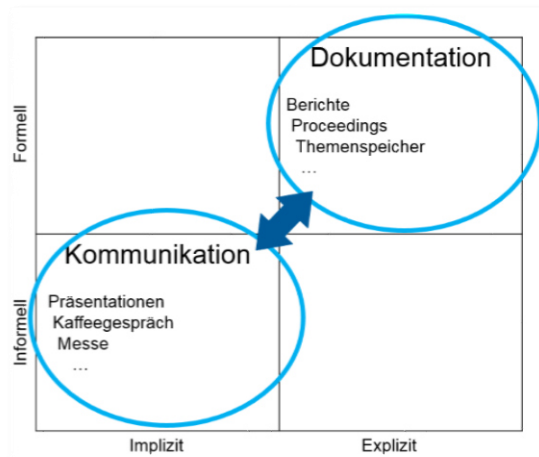 Dokumentation
Berichte
Proceedings
Themenspeicher
...
Formell
Kommunikation
Präsentationen
Kaffeegespräch
Messe
...
Informell
Implizit
Explizit